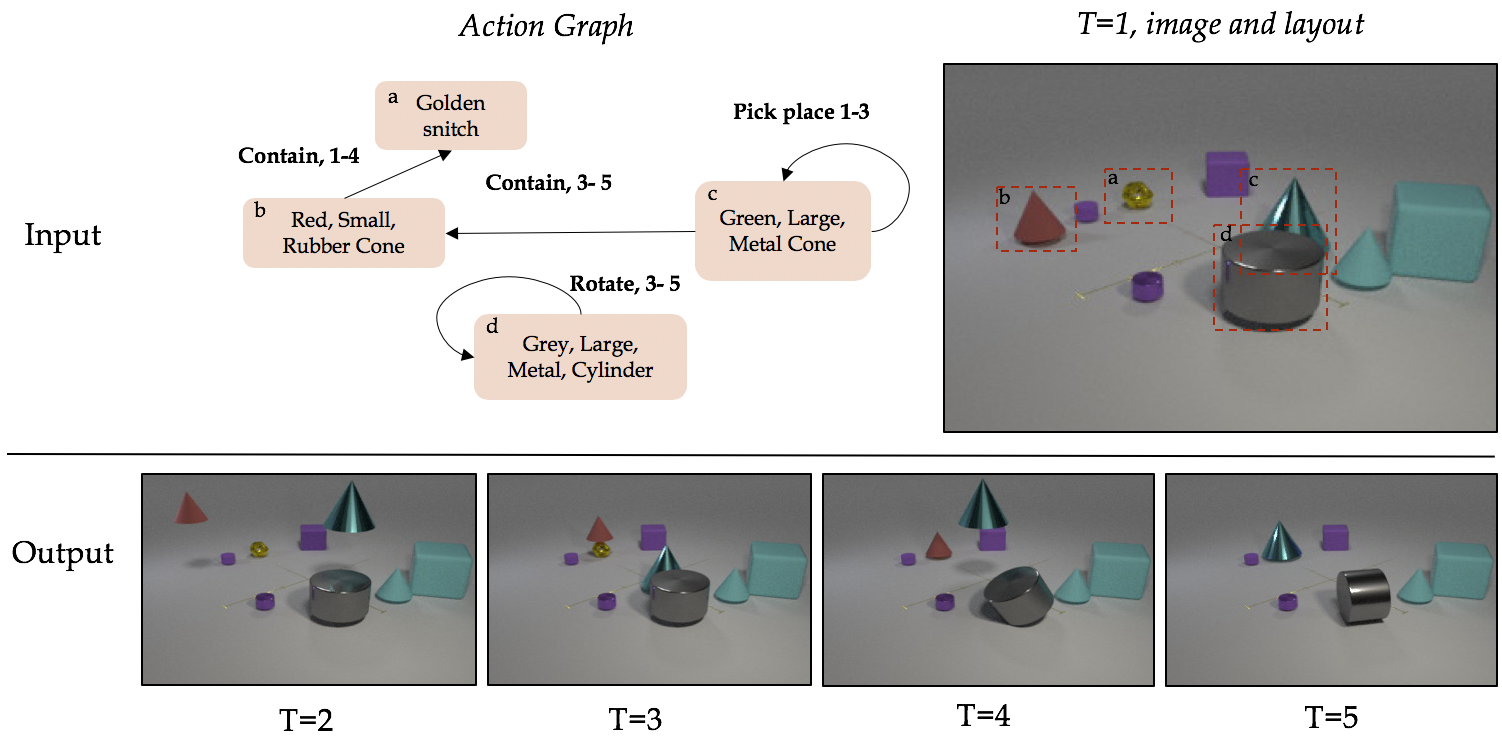 Action Graph
T=1, image and layout
a
Golden
snitch
Pick place 1-3
Contain, 1-4
Contain, 3- 5
b
Red, Small,
Rubber Cone
c
Green, Large,
Metal Cone
Input
Rotate, 3- 5
d
Grey, Large,
Metal, Cylinder
a
b
c
d
Output
T=2
T=3
T=4
T=5